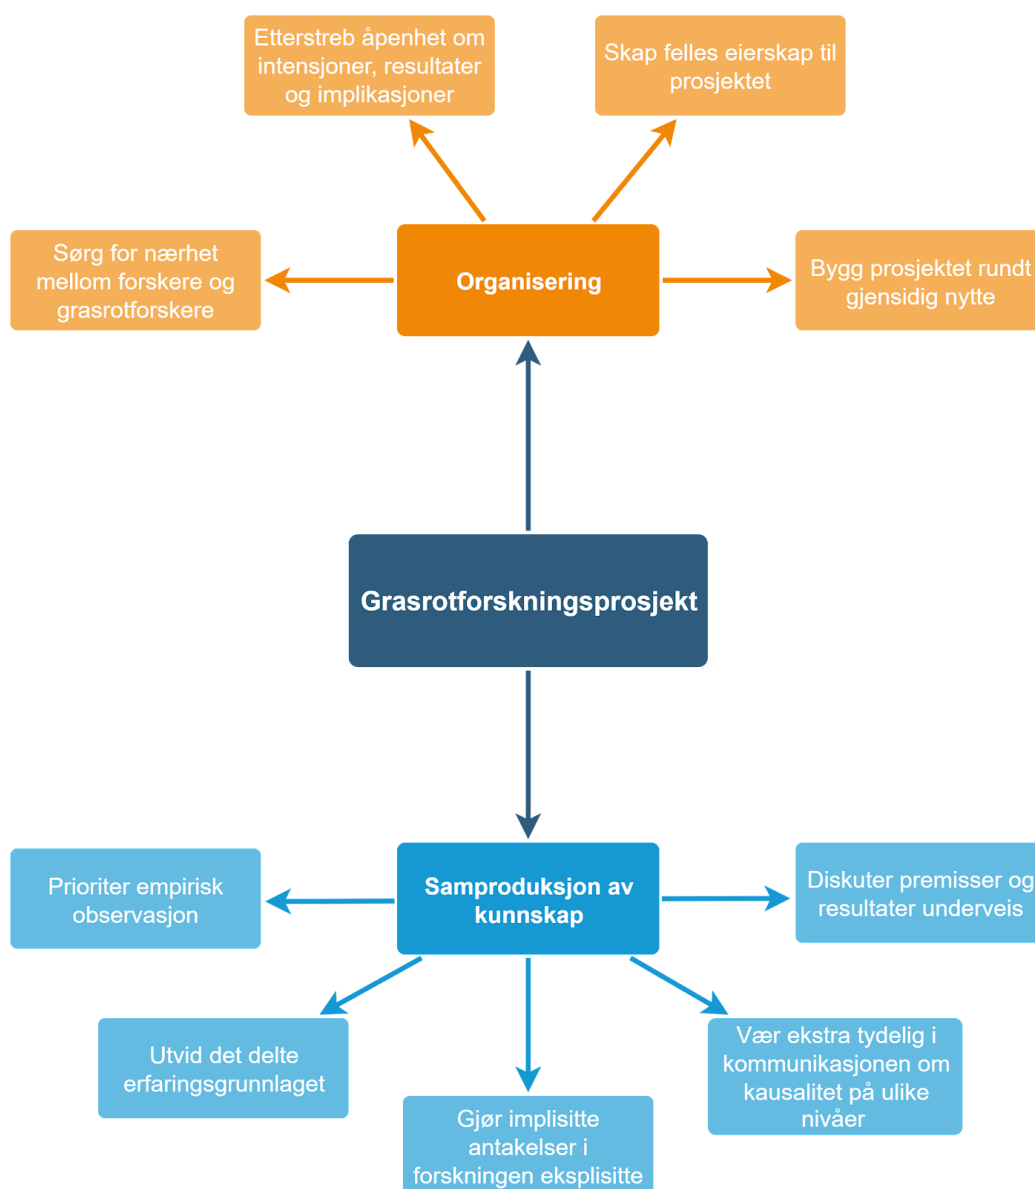 Etterstreb åpenhet om
intensjoner, resultater
og implikasjoner
Skap felles eierskap til
prosjektet
Sørg for nærhet
mellom forskere og
grasrotforskere
Organisering
Bygg prosjektet rundt
gjensidig nytte
Grasrotforskningsprosjekt
Prioriter empirisk
observasjon
Samproduksjon av
kunnskap
Diskuter premisser og
resultater underveis
Utvid det delte
erfaringsgrunnlaget
Gjør implisitte
antakelser i
forskningen eksplisitte
Vær ekstra tydelig i
kommunikasjonen om
kausalitet på ulike
nivåer